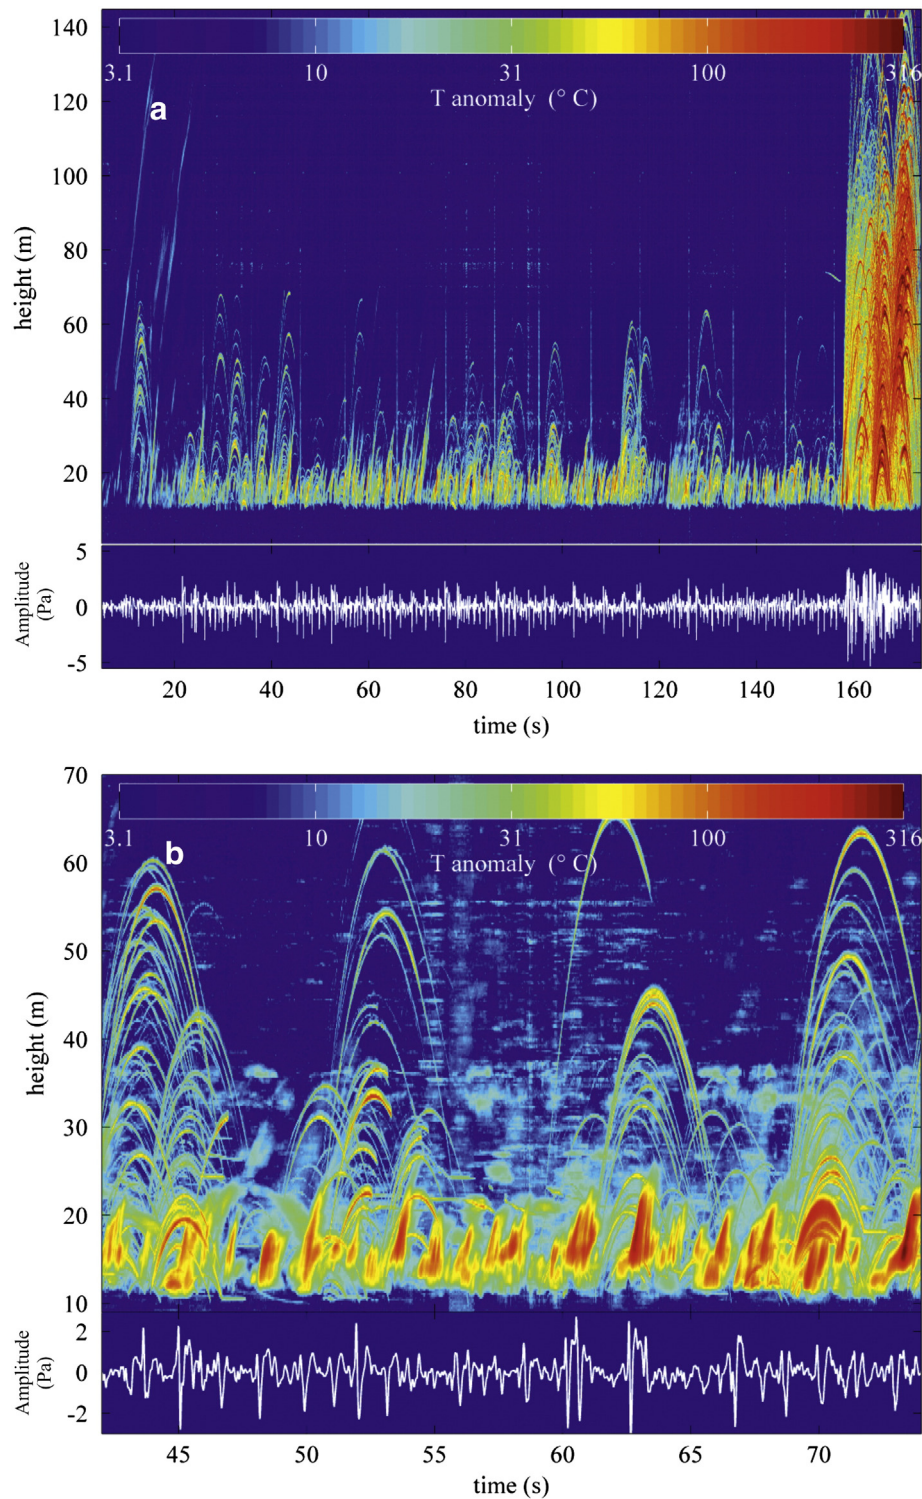 140
3.1 10 31 100 316
T anomaly (° C)
a
120
100
height (m)
80
60
40
20
5
Amplitude
(Pa)
0
-5
20 40 60 80 100 120 140 160
time (s)
70
3.1 10 31 100 316
b
T anomaly (° C)
60
50
height (m)
40
30
20
10
2
Amplitude
(Pa)
0
-2
45 50 55 60 65 70
time (s)